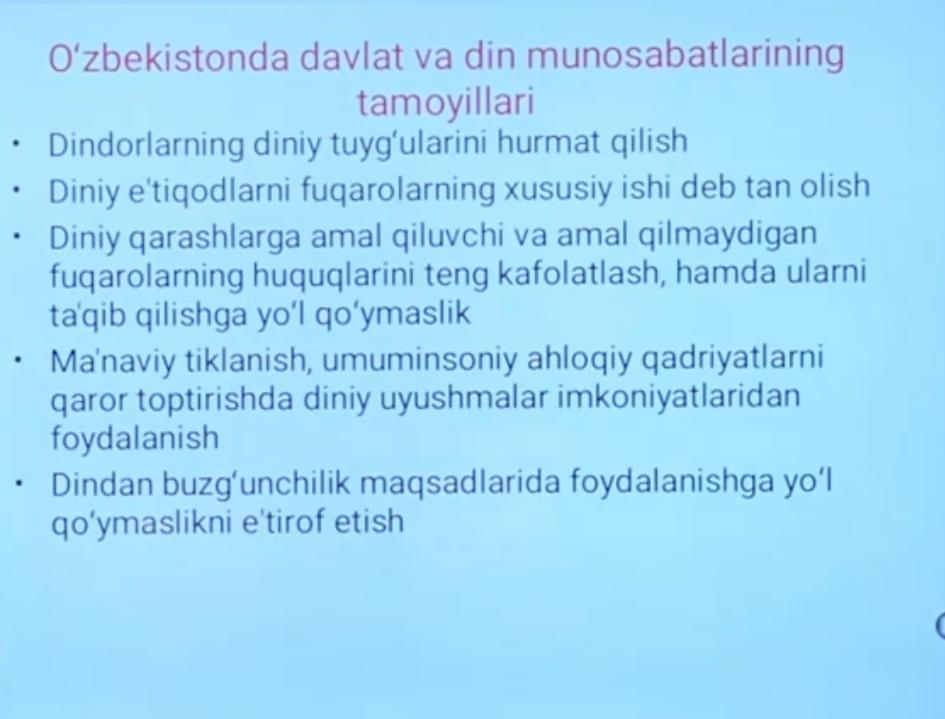 O‘zbekistonda davlat va din munosabatlarining
tamoyillari
• Dindorlarning diniy tuyg‘ularini hurmat qilish
• Diniy e'tiqodlarni fuqarolarning xususiy ishi deb tan olish
• Diniy qarashlarga amal qiluvchi va amal qilmaydigan
fuqarolarning huquqlarini teng kafolatlash, hamda ularni
ta'qib qilishga yo‘l qo‘ymaslik
• Ma'naviy tiklanish, umuminsoniy ahloqiy qadriyatlarni
qaror toptirishda diniy uyushmalar imkoniyatlaridan
foydalanish
• Dindan buzg‘unchilik maqsadlarida foydalanishga yo‘l
qo‘ymaslikni e'tirof etish